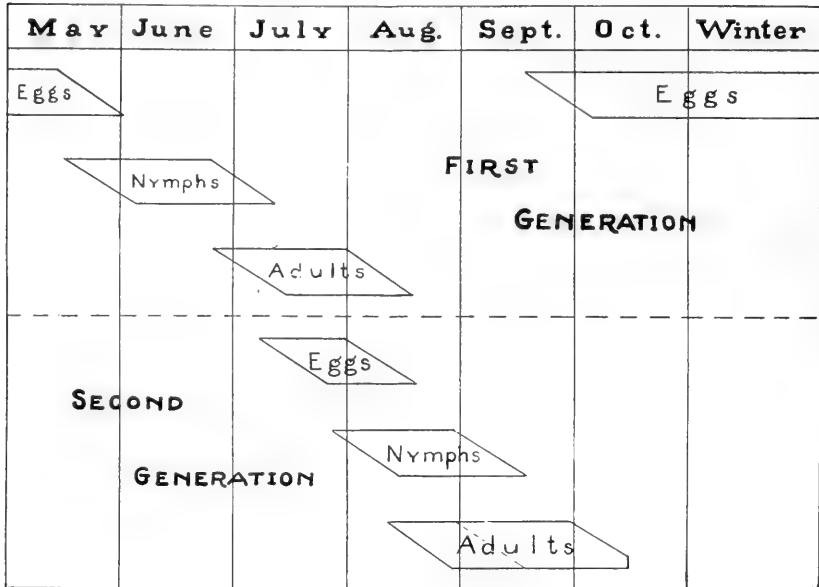 May June July Aug. Sept. Oct. Winter
Eggs Eggs
FIRST
Nymphs
GENERATION
Adults
Eggs
SECOND
Nymphs
GENERATION
Adults